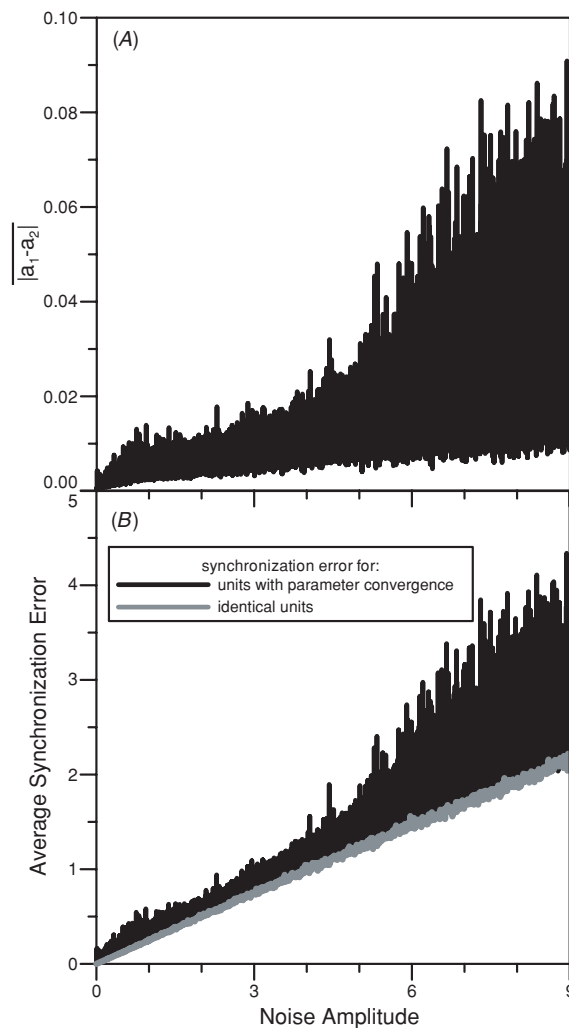 0.10
(A)
0.08
0.06
|a1-a2|
0.04
0.02
0.00
5
(B)
synchronization error for:
units with parameter convergence
identical units
4
3
Average Synchronization Error
2
1
0
0 3 6 9
Noise Amplitude